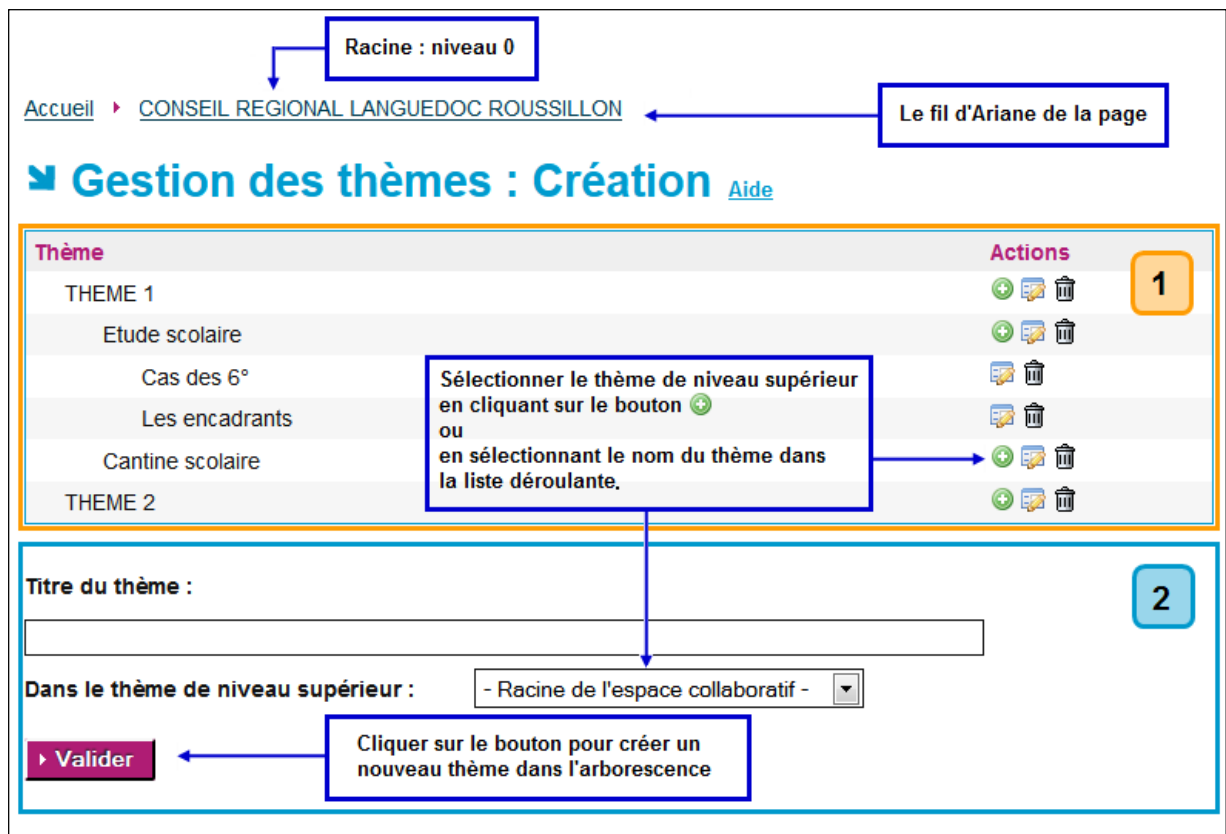 Racine : niveau 0
Accueil CONSEIL REGIONAL LANGUEDOC ROUSSILLON
Le fil d'Ariane de la page
Gestion des thèmes : Création Aide
Thème Actions
1
THEME 1
Etude scolaire
Cas des 6°
Les encadrants
Cantine scolaire
THEME 2
Sélectionner le thème de niveau supérieur
en cliquant sur le bouton
ou
en sélectionnant le nom du thème dans
la liste déroulante.
2
Titre du thème :
Dans le thème de niveau supérieur : - Racine de l'espace collaboratif -
Valider
Cliquer sur le bouton pour créer un
nouveau thème dans l'arborescence